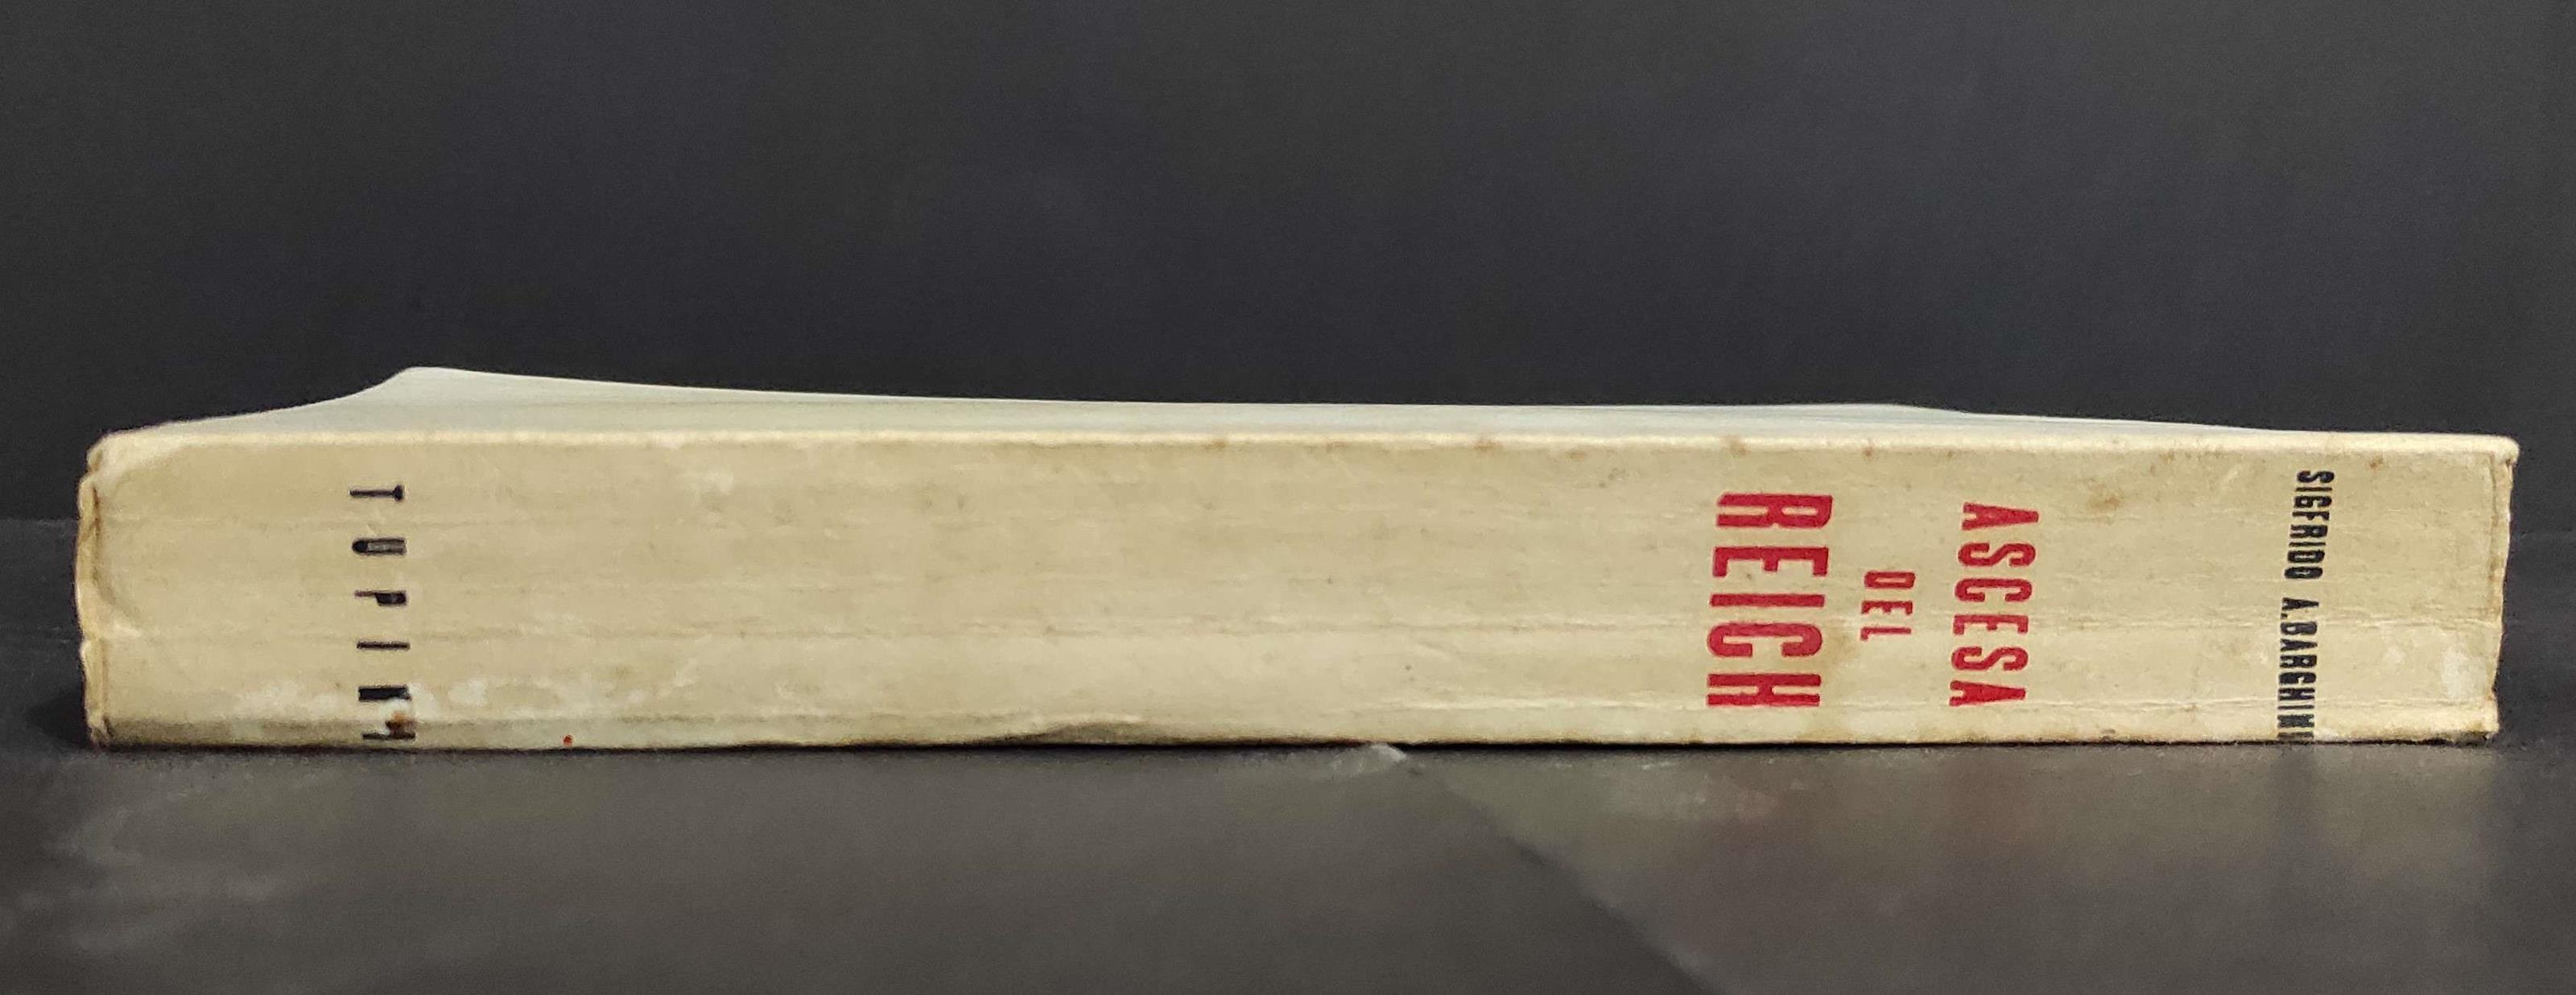 SIGFRIDO A. BARGHINI
ASCESA
DEL
REICH
TUPINI